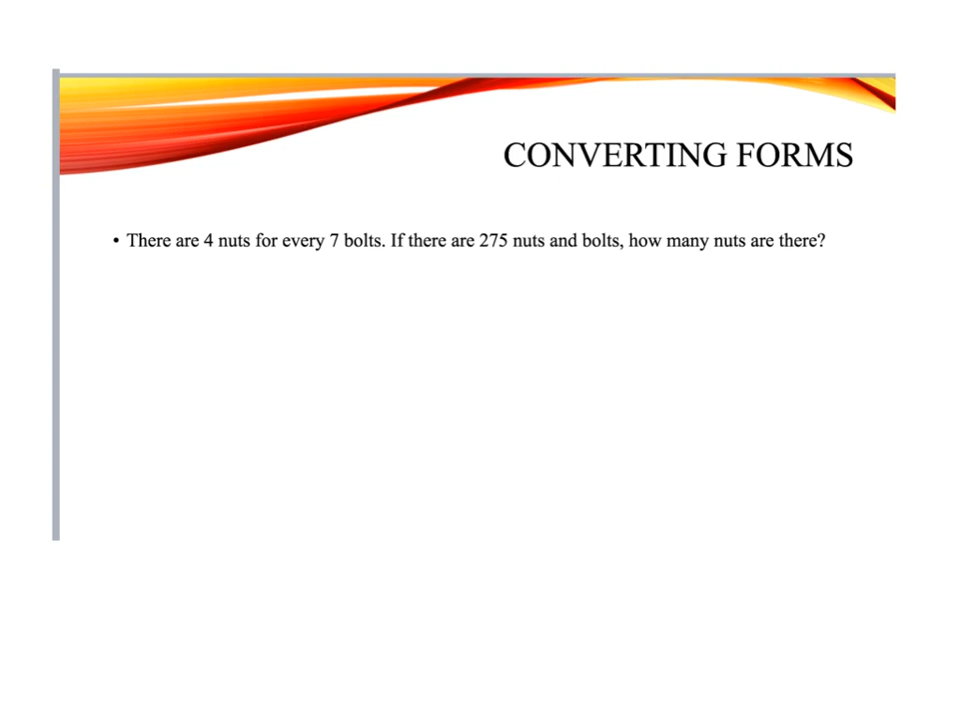 CONVERTING FORMS
• There are 4 nuts for every 7 bolts. If there are 275 nuts and bolts, how many nuts are there?